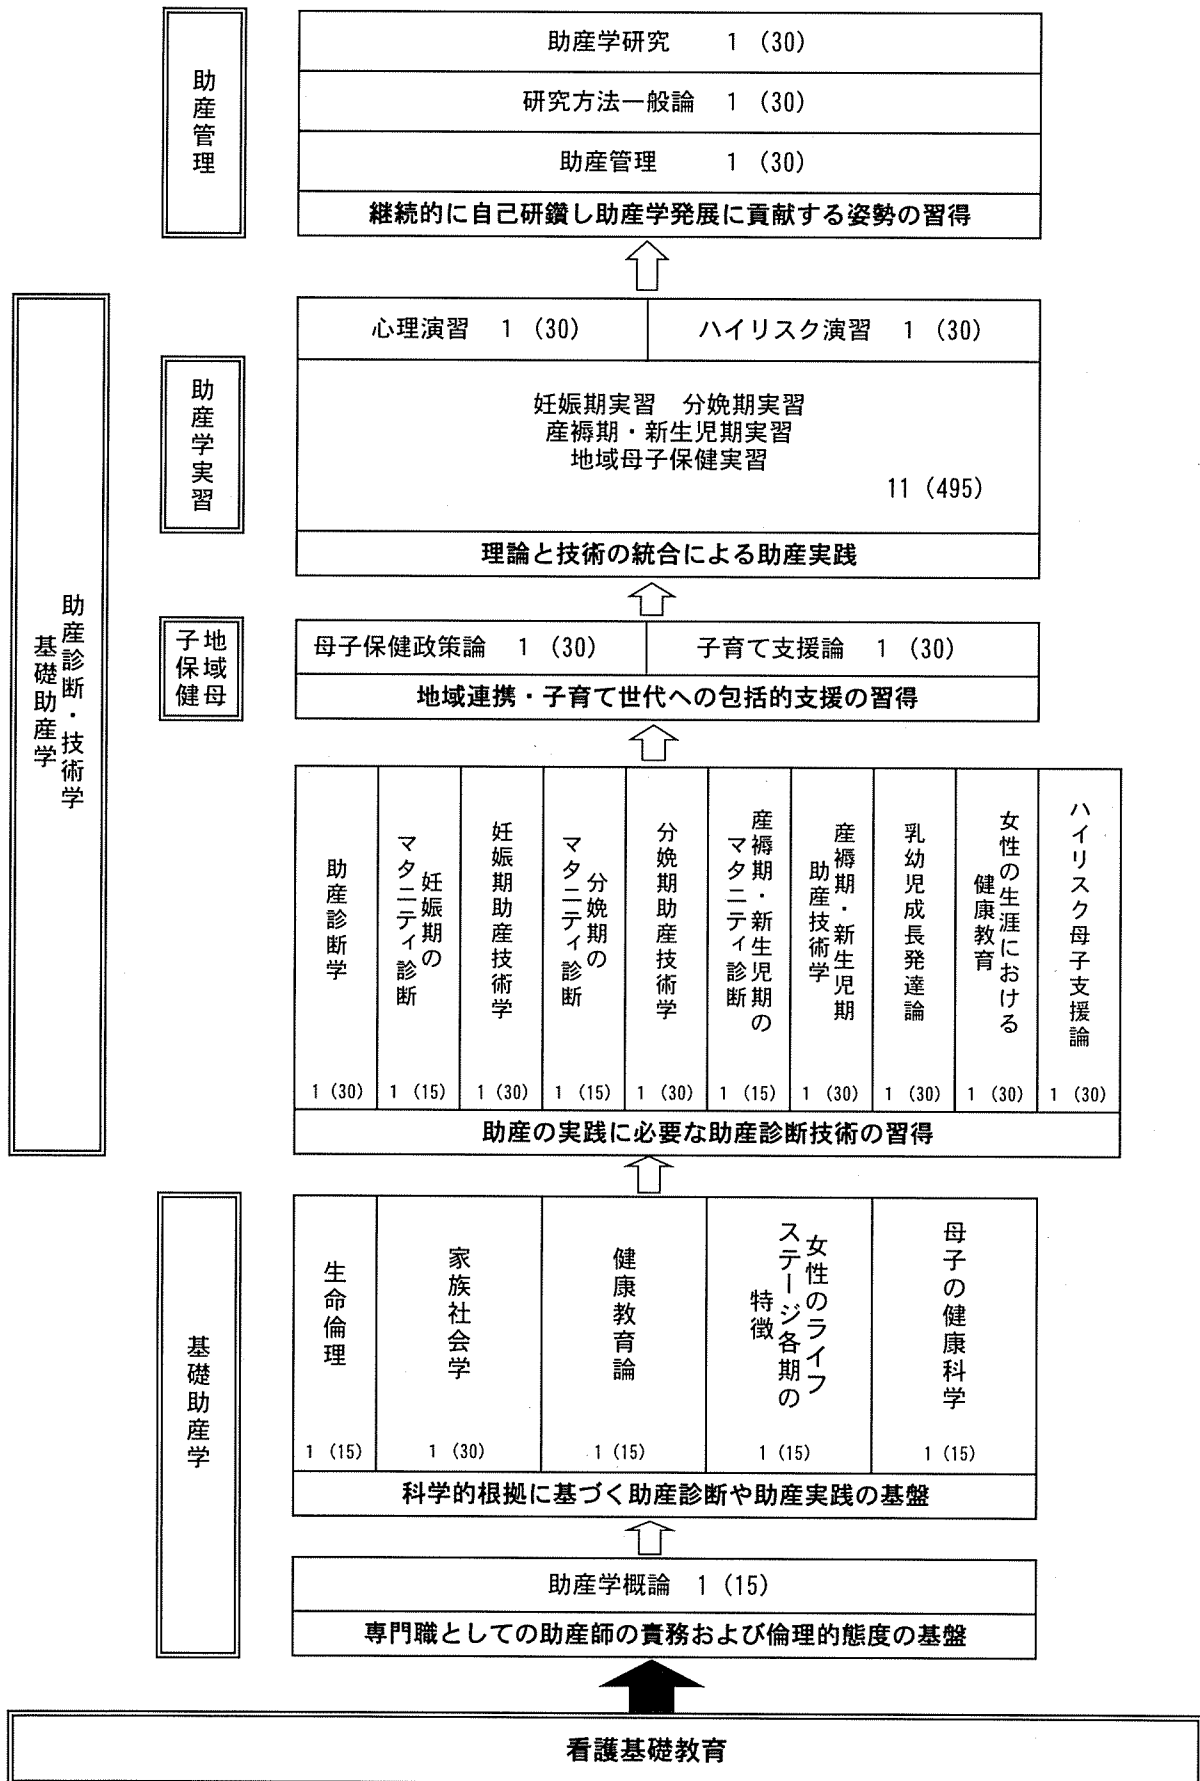 助産管理
助産学研究 1 (30)
研究方法一般論 1 (30)
助産管理 1 (30)
継続的に自己研鑽し助産学発展に貢献する姿勢の習得
助産診断・技術学
基礎助産学
助産学実習
心理演習 1 (30)
ハイリスク演習 1 (30)
妊娠期実習 分娩期実習
産褥期・新生児期実習
地域母子保健実習
11 (495)
理論と技術の統合による助産実践
地域母
子保健
母子保健政策論 1 (30)
子育て支援論 1 (30)
地域連携・子育て世代への包括的支援の習得
助産診断学
1 (30)
妊娠期の
マタニティ診断
1 (15)
妊娠期助産技術学
1 (30)
分娩期の
マタニティ診断
1 (15)
分娩期助産技術学
1 (30)
産褥期・新生児期の
マタニティ診断
1 (15)
産褥期・新生児期
助産技術学
1 (30)
乳幼児成長発達論
1 (30)
女性の生涯における
健康教育
1 (30)
ハイリスク母子支援論
1 (30)
助産の実践に必要な助産診断技術の習得
基礎助産学
生命倫理
1 (15)
家族社会学
1 (30)
健康教育論
1 (15)
女性のライフ
ステージ各期の
特徴
1 (15)
母子の健康科学
1 (15)
科学的根拠に基づく助産診断や助産実践の基盤
助産学概論 1 (15)
専門職としての助産師の責務および倫理的態度の基盤
看護基礎教育